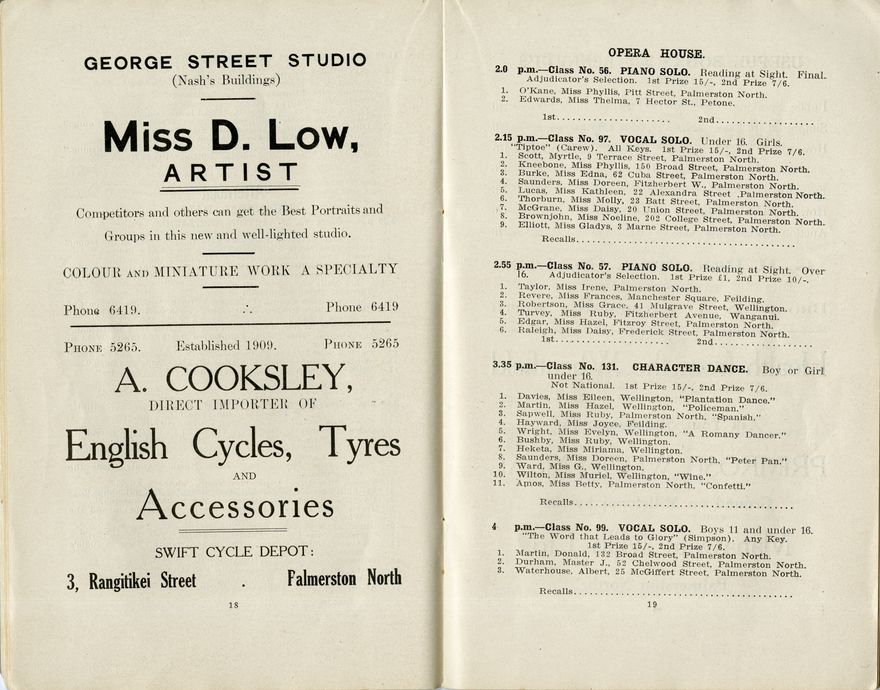 GEORGE STREET STUDIO
(Nash's Buildings)
Miss D. Low,
ARTIST
Competitors and others can get the Best Portraits and
Groups in this new and well-lighted studio.
COLOUR AND MINIATURE WORK A SPECIALTY
Phone 6419. .·. Phone 6419
PHONE 5265. Established 1909. PHONE 5265
A. COOKSLEY,
DIRECT IMPORTER OF
English Cycles, Tyres
AND
Accessories
SWIFT CYCLE DEPOT:
3, Rangitikei Street . Palmerston North
18
OPERA HOUSE.
2.0 p.m.—Class No. 56. PIANO SOLO. Reading at Sight. Final.
Adjudicator's Selection. 1st Prize 15/-, 2nd Prize 7/6.
1. O'Kane, Miss Phyllis, Pitt Street, Palmerston North.
2. Edwards, Miss Thelma, 7 Hector St., Petone.
1st...................... 2nd...................
2.15 p.m.—Class No. 97. VOCAL SOLO. Under 16. Girls.
"Tiptoe" (Carew). All Keys. 1st Prize 15/-, 2nd Prize 7/6.
1. Scott, Myrtle, 9 Terrace Street, Palmerston North.
2. Kneebone, Miss Phyllis, 150 Broad Street, Palmerston North.
3. Burke, Miss Edna, 62 Cuba Street, Palmerston North.
4. Saunders, Miss Doreen, Fitzherbert W., Palmerston North.
5. Lucas, Miss Kathleen, 22 Alexandra Street ,Palmerston North.
6. Thorburn, Miss Molly, 23 Batt Street, Palmerston North.
7. McGrane, Miss Daisy, 20 Union Street, Palmerston North.
8. Brownjohn, Miss Noeline, 202 College Street, Palmerston North.
9. Elliott, Miss Gladys, 3 Marne Street, Palmerston North.
Recalls.........................................
2.55 p.m.—Class No. 57. PIANO SOLO. Reading at Sight. Over
16. Adjudicator's Selection. 1st Prize £1, 2nd Prize 10/-.
1. Taylor, Miss Irene, Palmerston North.
2. Revere, Miss Frances, Manchester Square, Feilding.
3. Robertson, Miss Grace, 41 Mulgrave Street, Wellington.
4. Turvey, Miss Ruby, Fitzherbert Avenue, Wanganui.
5. Edgar, Miss Hazel, Fitzroy Street, Palmerston North.
6. Raleigh, Miss Daisy, Frederick Street, Palmerston North.
1st...................... 2nd...................
3.35 p.m.—Class No. 131. CHARACTER DANCE. Boy or Girl
under 16.
Not National. 1st Prize 15/-, 2nd Prize 7/6.
1. Davies, Miss Eileen, Wellington, "Plantation Dance."
2. Martin, Miss Hazel, Wellington, "Policeman."
3. Sapwell, Miss Ruby, Palmerston North, "Spanish."
4. Hayward, Miss Joyce, Feilding.
5. Wright, Miss Evelyn, Wellington, "A Romany Dancer."
6. Bushby, Miss Ruby, Wellington.
7. Heketa, Miss Miriama, Wellington.
8. Saunders, Miss Doreen, Palmerston North, "Peter Pan."
9. Ward, Miss G., Wellington.
10. Wilton, Miss Muriel, Wellington, "Wine."
11. Amos, Miss Betty, Palmerston North, "Confetti."
Recalls.........................................
4 p.m.—Class No. 99. VOCAL SOLO. Boys 11 and under 16.
"The Word that Leads to Glory" (Simpson). Any Key.
1st Prize 15/-, 2nd Prize 7/6.
1. Martin, Donald, 132 Broad Street, Palmerston North.
2. Durham, Master J., 52 Chelwood Street, Palmerston North.
3. Waterhouse, Albert, 25 McGiffert Street, Palmerston North.
Recalls.........................................
19